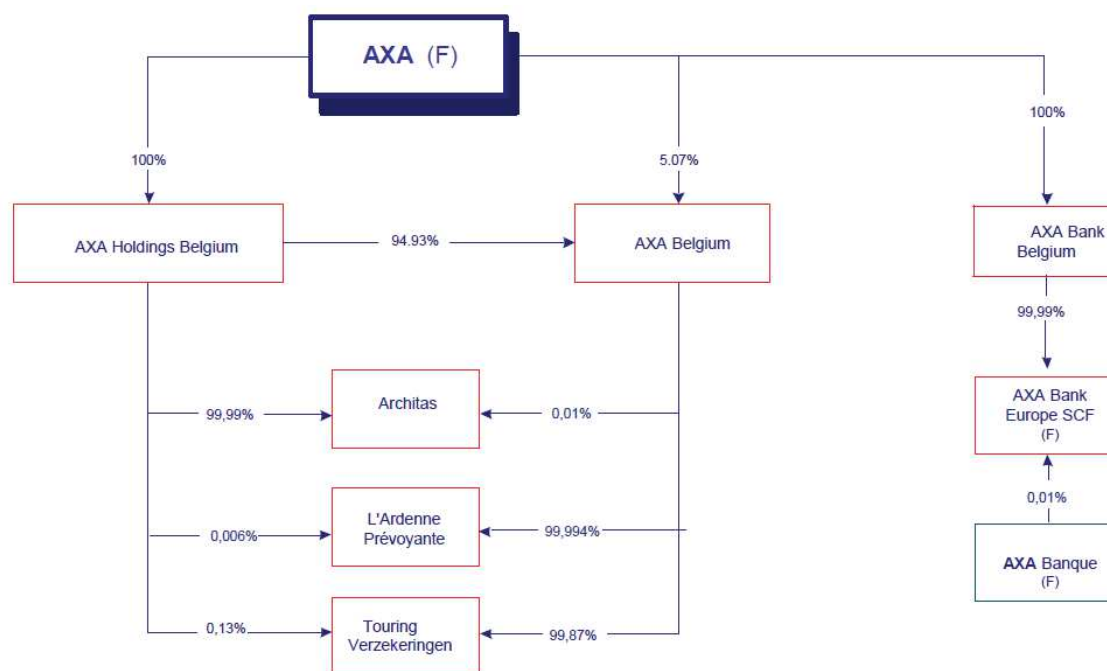 AXA (F)
100%
5.07%
100%
AXA Holdings Belgium
94.93%
AXA Belgium
AXA Bank
Belgium
99,99%
99,99%
Architas
0,01%
AXA Bank
Europe SCF
(F)
0,01%
0,006%
L'Ardenne
Prévoyante
99,994%
AXA Banque
(F)
0,13%
Touring
Verzekeringen
99,87%